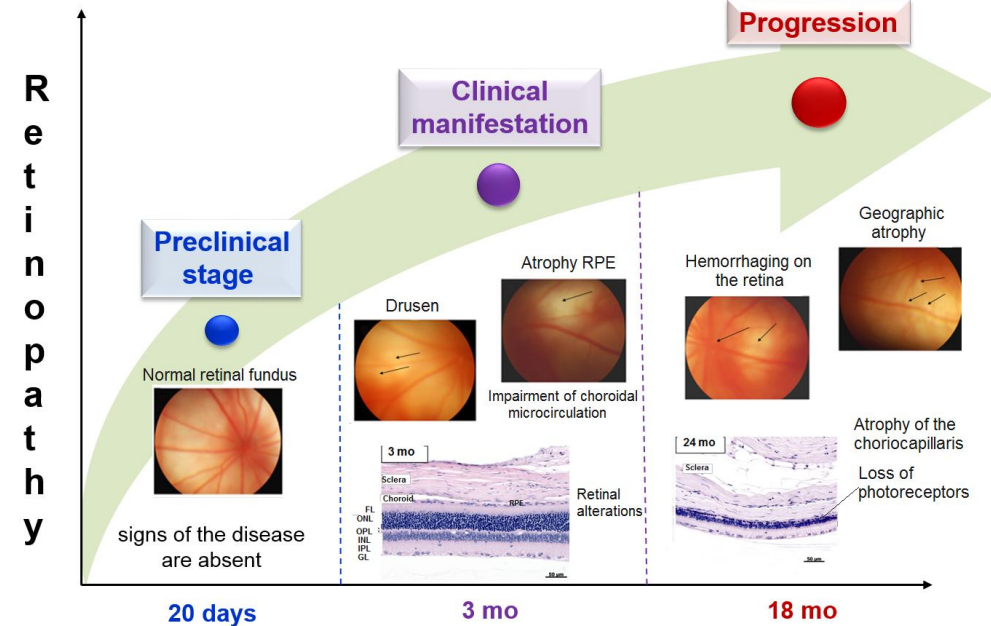 Retinopathy
Progression
Clinical
manifestation
Preclinical
stage
Normal retinal fundus
signs of the disease
are absent
Drusen
Atrophy RPE
Impairment of choroidal
microcirculation
3 mo
Sclera
Choroid
RPE
FL
ONL
OPL
INL
IPL
GL
50 µm
Retinal
alterations
Hemorrhaging on
the retina
Geographic
atrophy
24 mo
Sclera
50 µm
Atrophy of the
choriocapillaris
Loss of
photoreceptors
20 days
3 mo
18 mo